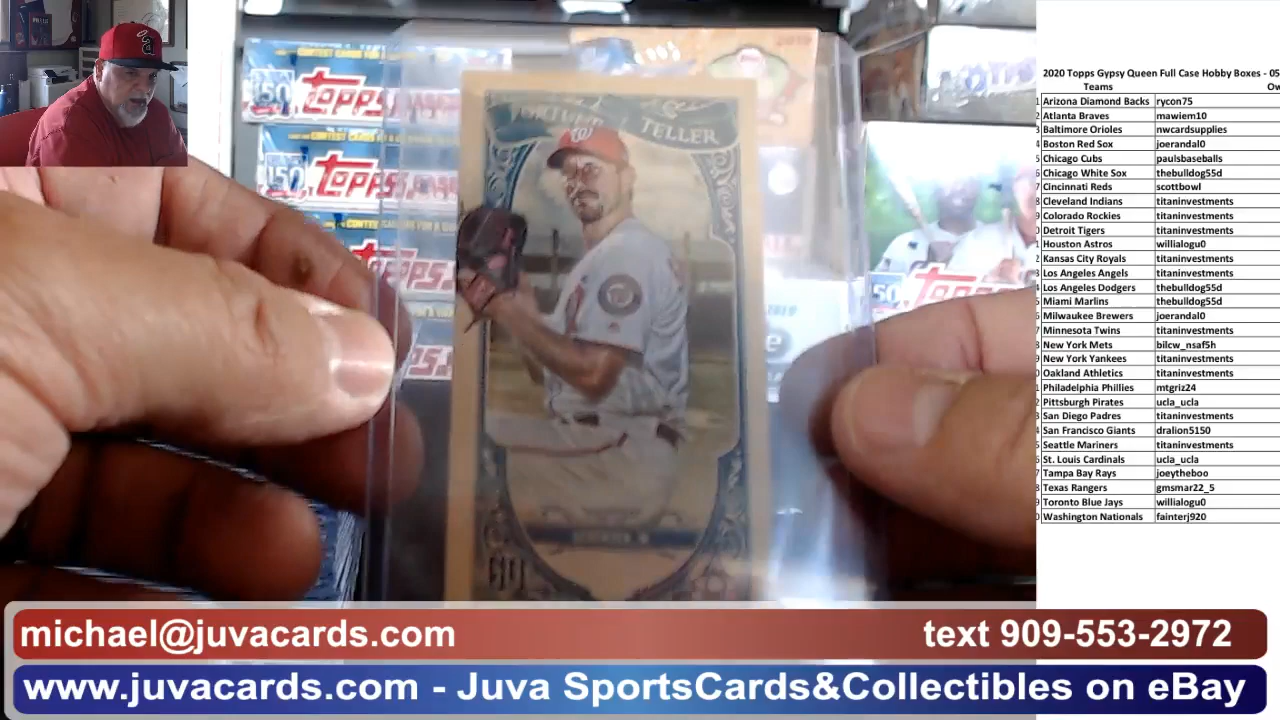 2020 Topps Gypsy Queen Full Case Hobby Boxes - 05
Teams Ow
Arizona Diamond Backs rycon75
Atlanta Braves mawiem10
Baltimore Orioles nwcardsupplies
Boston Red Sox joerandal0
Chicago Cubs paulsbaseballs
Chicago White Sox thebulldog55d
Cincinnati Reds scottbowl
Cleveland Indians titaninvestments
Colorado Rockies titaninvestments
Detroit Tigers titaninvestments
Houston Astros willialogu0
Kansas City Royals titaninvestments
Los Angeles Angels titaninvestments
Los Angeles Dodgers thebulldog55d
Miami Marlins thebulldog55d
Milwaukee Brewers joerandal0
Minnesota Twins titaninvestments
New York Mets bilcw_nsaf5h
New York Yankees titaninvestments
Oakland Athletics titaninvestments
Philadelphia Phillies mtgriz24
Pittsburgh Pirates ucla_ucla
San Diego Padres titaninvestments
San Francisco Giants dralion5150
Seattle Mariners titaninvestments
St. Louis Cardinals ucla_ucla
Tampa Bay Rays joeytheboo
Texas Rangers gmsmar22_5
Toronto Blue Jays willialogu0
Washington Nationals fainterj920
150 Topps
150 Topps
Topps
FORTUNE TELLER
W
GQ
michael@juvacards.com text 909-553-2972
www.juvacards.com - Juva SportsCards&Collectibles on eBay